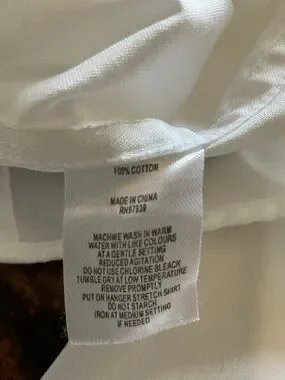 100% COTTON
MADE IN CHINA
RN97939
MACHINE WASH IN WARM
WATER WITH LIKE COLOURS
AT A GENTLE SETTING
REDUCED AGITATION
DO NOT USE CHLORINE BLEACH
TUMBLE DRY AT LOW TEMPERATURE
REMOVE PROMPTLY
PUT ON HANGER STRETCH SHIRT
DO NOT STARCH
IRON AT MEDIUM SETTING
IF NEEDED